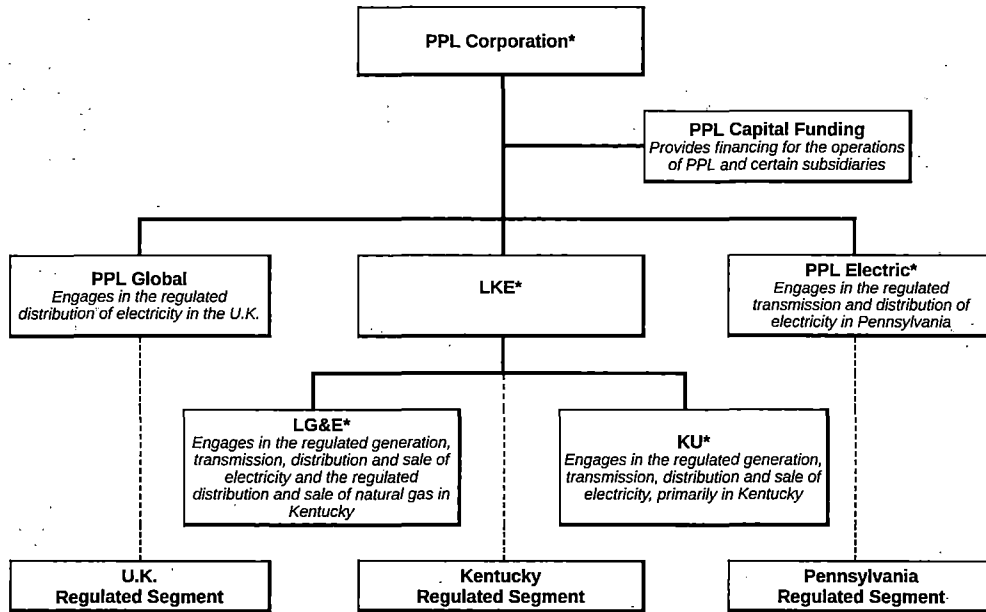 PPL Corporation*
PPL Capital Funding
Provides financing for the operations
of PPL and certain subsidiaries
PPL Global
Engages in the regulated
distribution of electricity in the U.K.
LKE*
PPL Electric*
Engages in the regulated
transmission and distribution of
electricity in Pennsylvania
LG&E*
Engages in the regulated generation,
transmission, distribution and sale of
electricity and the regulated
distribution and sale of natural gas in
Kentucky
KU*
Engages in the regulated generation,
transmission, distribution and sale of
electricity, primarily in Kentucky
U.K.
Regulated Segment
Kentucky
Regulated Segment
Pennsylvania
Regulated Segment